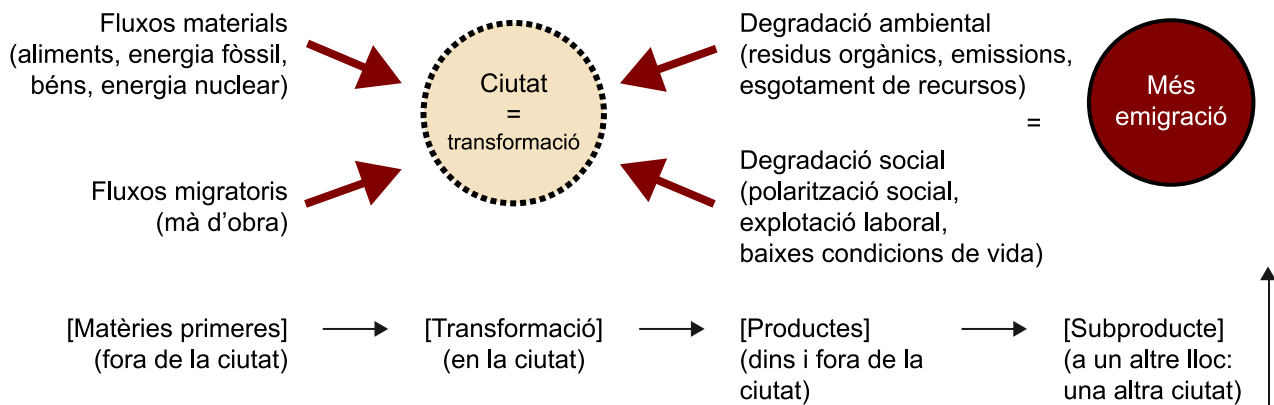 Fluxos materials
(aliments, energia fòssil,
béns, energia nuclear)
Fluxos migratoris
(mà d’obra)
Ciutat
=
transformació
Degradació ambiental
(residus orgànics, emissions,
esgotament de recursos)
=
Degradació social
(polarització social,
explotació laboral,
baixes condicions de vida)
Més
emigració
[Matèries primeres]
(fora de la ciutat)
[Transformació]
(en la ciutat)
[Productes]
(dins i fora de la
ciutat)
[Subproducte]
(a un altre lloc:
una altra ciutat)